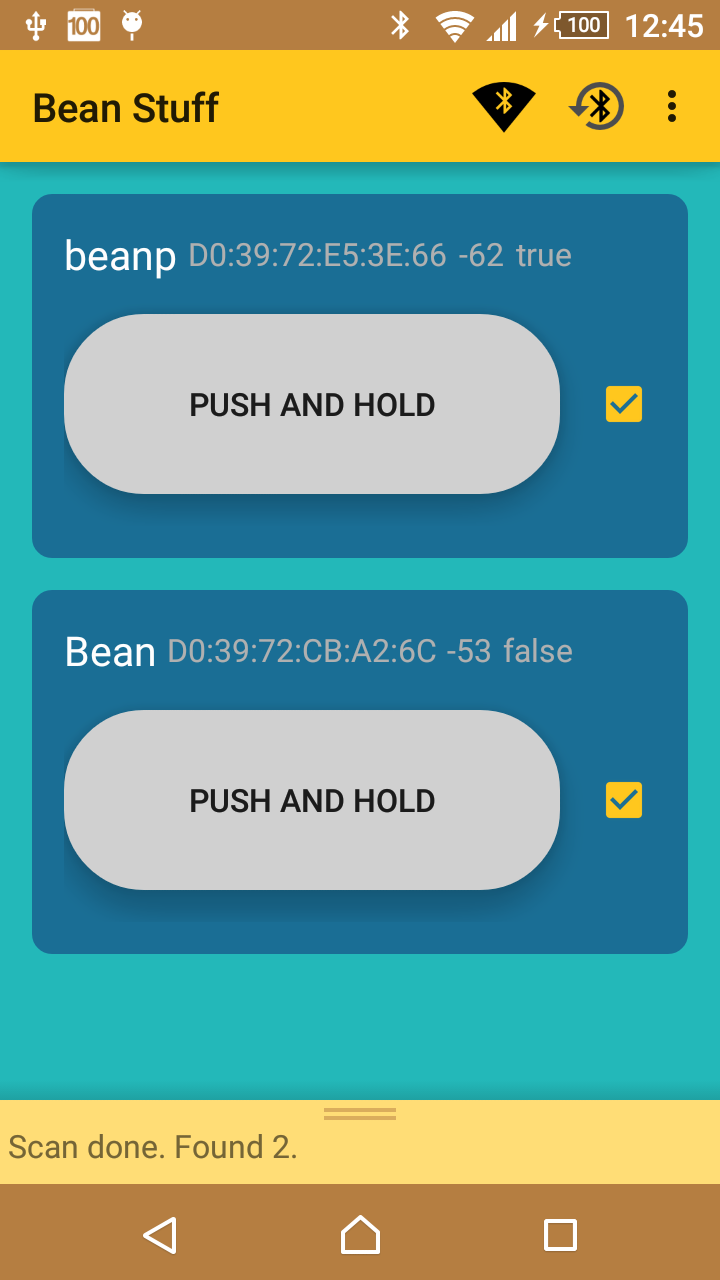 100 100 12:45
Bean Stuff
beanp D0:39:72:E5:3E:66 -62 true
PUSH AND HOLD
Bean D0:39:72:CB:A2:6C -53 false
PUSH AND HOLD
Scan done. Found 2.